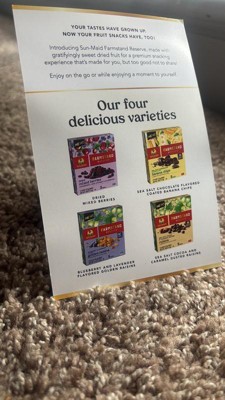 YOUR TASTES HAVE GROWN UP.
NOW YOUR FRUIT SNACKS HAVE, TOO!
Introducing Sun-Maid Farmstand Reserve, made with
gratifyingly sweet dried fruit for a premium snacking
experience that's made for you, but too good not to share!
Enjoy on the go or while enjoying a moment to yourself.
Our four
delicious varieties
DRIED
MIXED BERRIES
SEA SALT CHOCOLATE FLAVORED
COATED BANANA CHIPS
BLUEBERRY AND LAVENDER
FLAVORED GOLDEN RAISINS
SEA SALT COCOA AND
CARAMEL DUSTED RAISINS